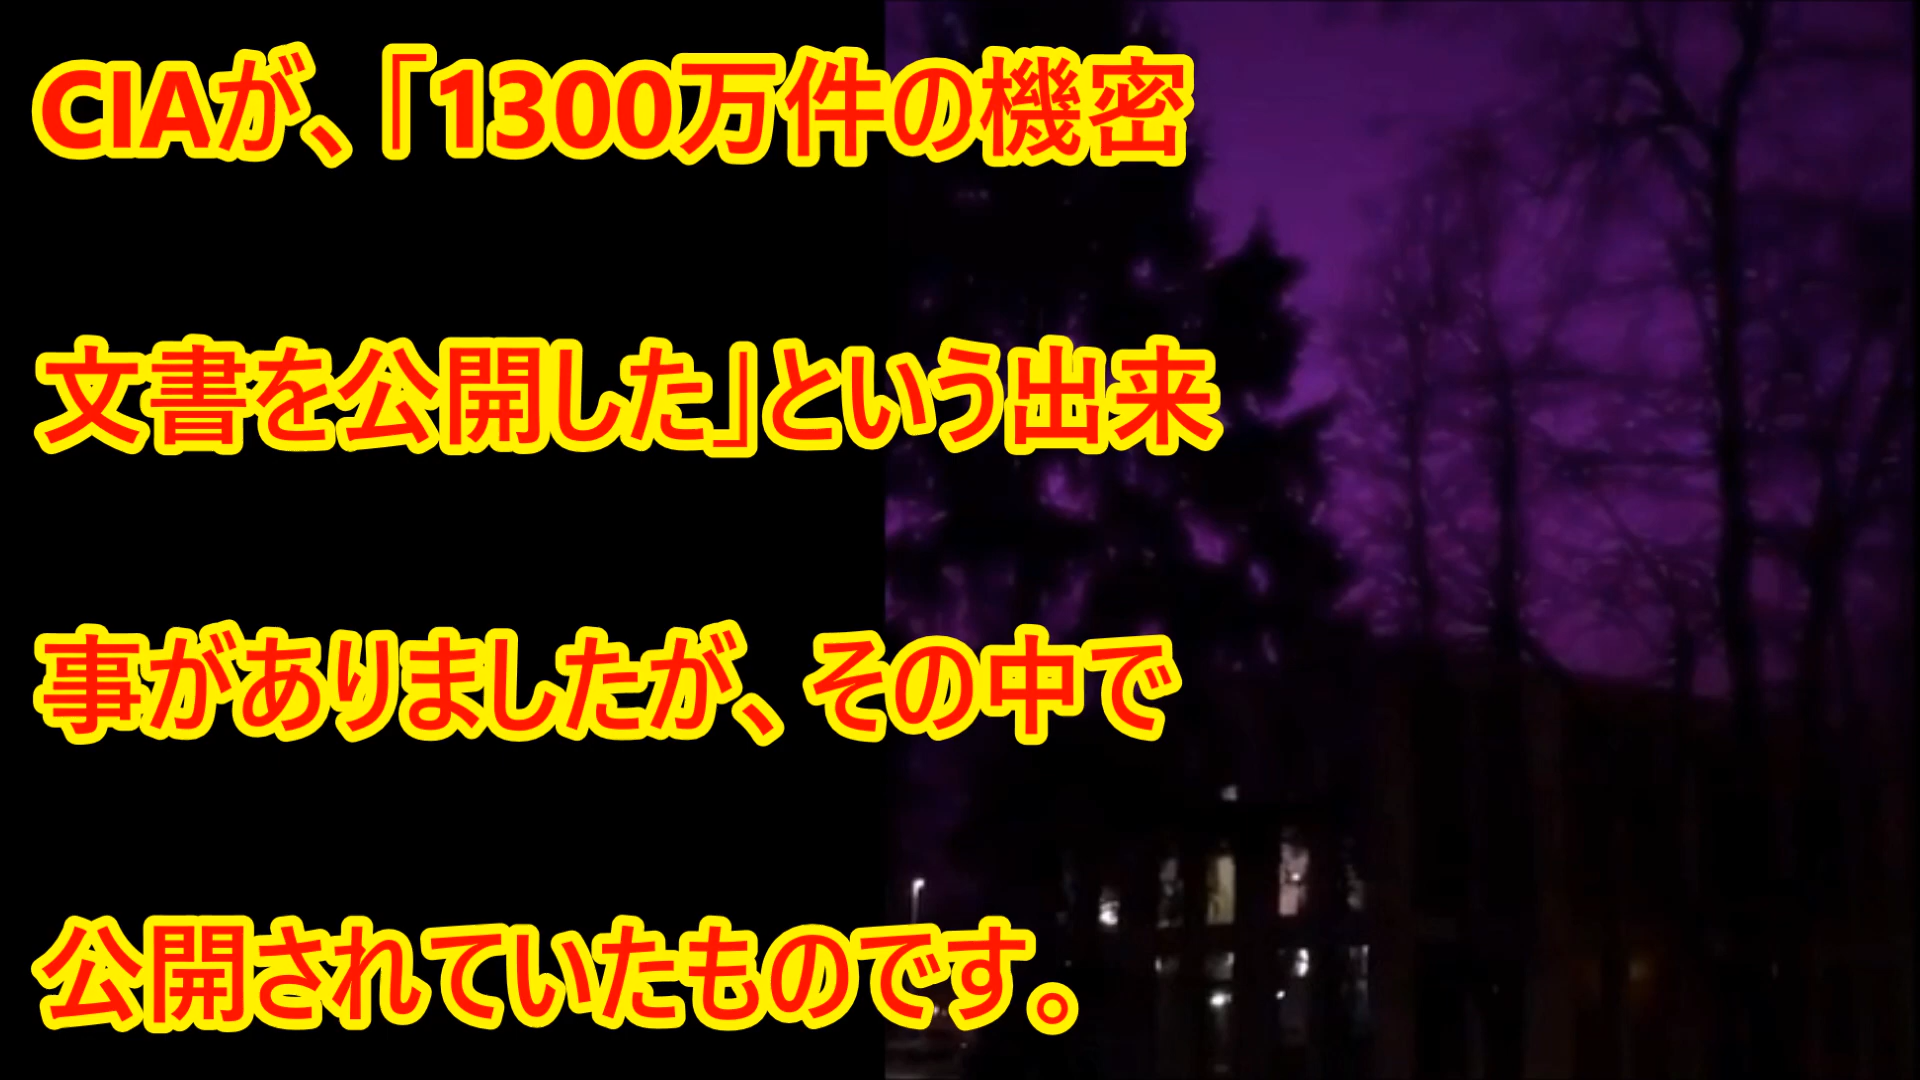 CIAが、「1300万件の機密
文書を公開した」という出来
事がありましたが、その中で
公開されていたものです。